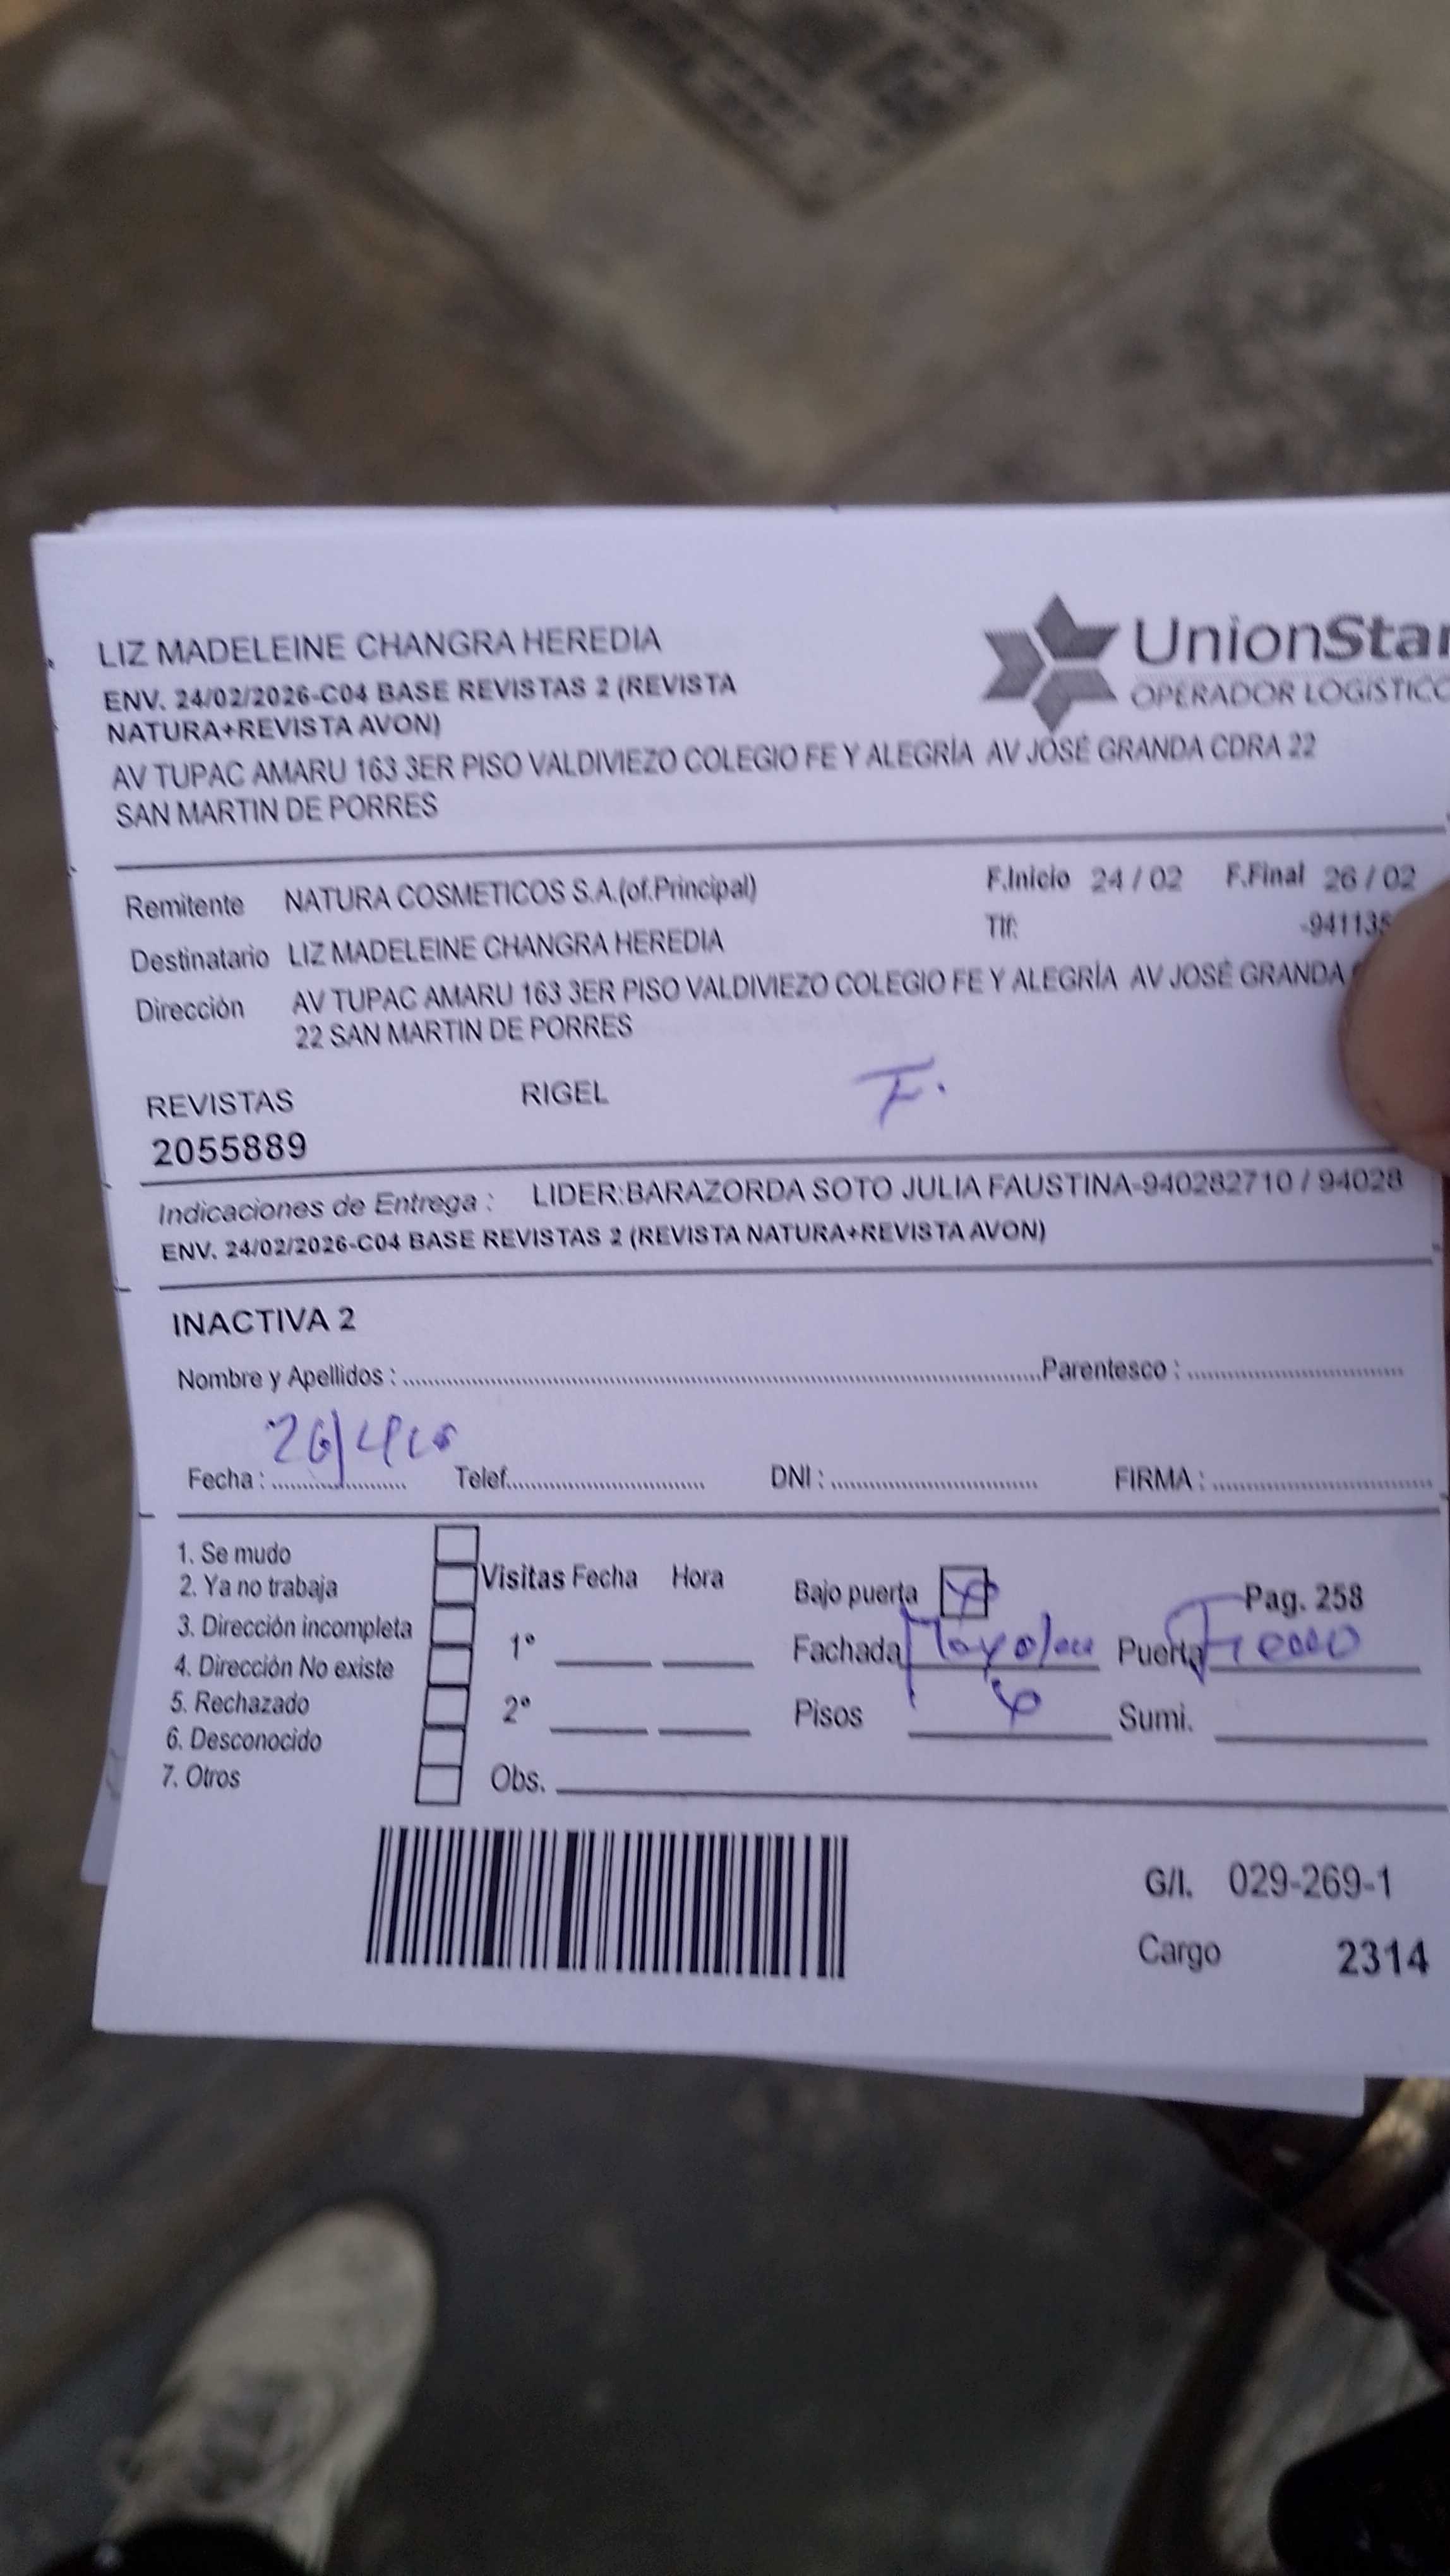 LIZ MADELEINE CHANGRA HEREDIA
UnionStar
OPERADOR LOGISTICO
ENV. 24/02/2026-C04 BASE REVISTAS 2 (REVISTA
NATURA+REVISTA AVON)
AV TUPAC AMARU 163 3ER PISO VALDIVIEZO COLEGIO FE Y ALEGRÍA AV JOSÉ GRANDA CDRA 22
SAN MARTIN DE PORRES
Remitente NATURA COSMETICOS S.A.(of.Principal) F.Inicio 24 / 02 F.Final 26 / 02
Destinatario LIZ MADELEINE CHANGRA HEREDIA Tlf: -941135
Dirección AV TUPAC AMARU 163 3ER PISO VALDIVIEZO COLEGIO FE Y ALEGRÍA AV JOSÉ GRANDA
22 SAN MARTIN DE PORRES
REVISTAS RIGEL F.
2055889
Indicaciones de Entrega : LIDER:BARAZORDA SOTO JULIA FAUSTINA-940282710 / 94028
ENV. 24/02/2026-C04 BASE REVISTAS 2 (REVISTA NATURA+REVISTA AVON)
INACTIVA 2
Nombre y Apellidos : Parentesco :
Fecha : Telef. DNI : FIRMA :
1. Se mudo
2. Ya no trabaja
3. Dirección incompleta
4. Dirección No existe
5. Rechazado
6. Desconocido
7. Otros
Visitas Fecha Hora
1°
2°
Obs.
Bajo puerta Pag. 258
Fachada Puerta Fierro
Pisos Sumi.
G/I. 029-269-1
Cargo 2314